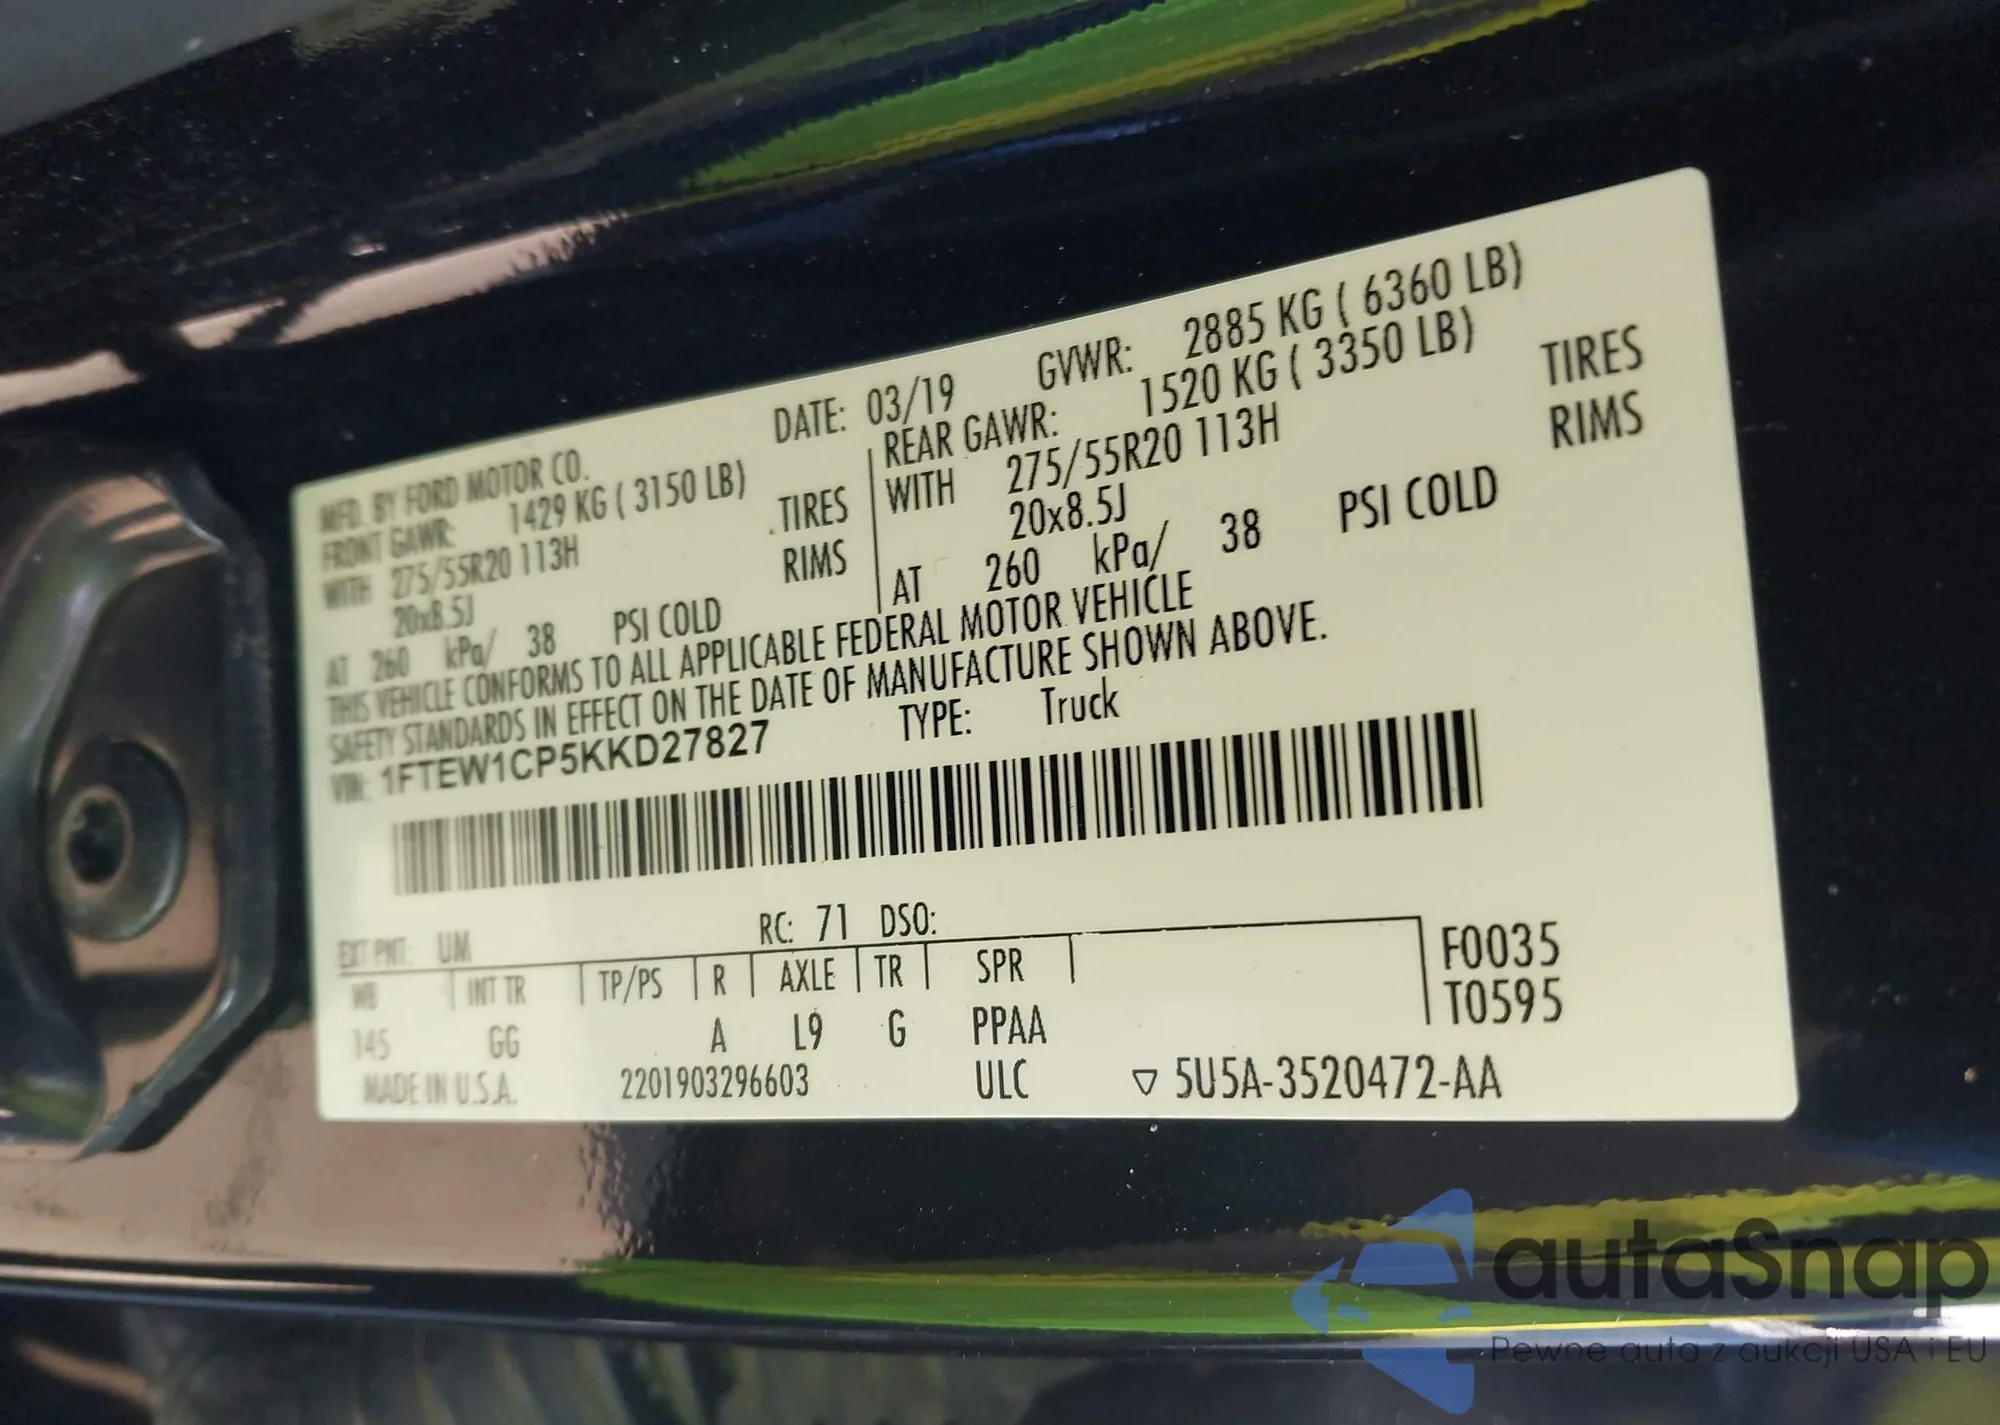 MFD. BY FORD MOTOR CO. DATE: 03/19 GVWR: 2885 KG ( 6360 LB)
FRONT GAWR: 1429 KG ( 3150 LB) REAR GAWR: 1520 KG ( 3350 LB)
WITH 275/55R20 113H TIRES WITH 275/55R20 113H TIRES
20x8.5J RIMS 20x8.5J RIMS
AT 260 kPa/ 38 PSI COLD AT 260 kPa/ 38 PSI COLD
THIS VEHICLE CONFORMS TO ALL APPLICABLE FEDERAL MOTOR VEHICLE
SAFETY STANDARDS IN EFFECT ON THE DATE OF MANUFACTURE SHOWN ABOVE.
VIN: 1FTEW1CP5KKD27827 TYPE: Truck
EXT PNT: UM RC: 71 DSO:
WB INT TR TP/PS R AXLE TR SPR F0035
145 GG A L9 G PPAA T0595
MADE IN U.S.A. 2201903296603 ULC ▽ 5U5A-3520472-AA
autaSnap
Pewne auta z aukcji USA i EU